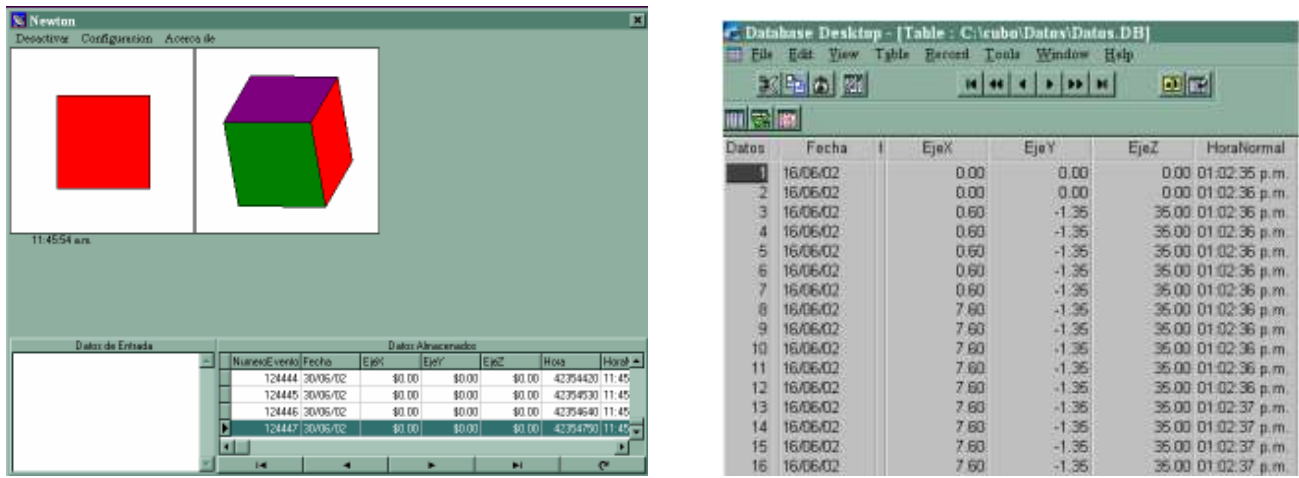 Newton
Desactivar Configuracion Acerca de
11:45:54 a.m.
Datos de Entrada
Datos Almacenados
NumeroEvento Fecha EjeX EjeY EjeZ Hora HoraN
124444 30/06/02 $0.00 $0.00 $0.00 42354420 11:45
124445 30/06/02 $0.00 $0.00 $0.00 42354530 11:45
124446 30/06/02 $0.00 $0.00 $0.00 42354640 11:45
124447 30/06/02 $0.00 $0.00 $0.00 42354750 11:45
Database Desktop - [Table : C:\cubo\Datos\Datos.DB]
File Edit View Table Record Tools Window Help
Datos Fecha EjeX EjeY EjeZ HoraNormal
1 16/06/02 0.00 0.00 0.00 01:02:35 p.m.
2 16/06/02 0.00 0.00 0.00 01:02:36 p.m.
3 16/06/02 0.60 -1.35 35.00 01:02:36 p.m.
4 16/06/02 0.60 -1.35 35.00 01:02:36 p.m.
5 16/06/02 0.60 -1.35 35.00 01:02:36 p.m.
6 16/06/02 0.60 -1.35 35.00 01:02:36 p.m.
7 16/06/02 0.60 -1.35 35.00 01:02:36 p.m.
8 16/06/02 7.60 -1.35 35.00 01:02:36 p.m.
9 16/06/02 7.60 -1.35 35.00 01:02:36 p.m.
10 16/06/02 7.60 -1.35 35.00 01:02:36 p.m.
11 16/06/02 7.60 -1.35 35.00 01:02:36 p.m.
12 16/06/02 7.60 -1.35 35.00 01:02:36 p.m.
13 16/06/02 7.60 -1.35 35.00 01:02:37 p.m.
14 16/06/02 7.60 -1.35 35.00 01:02:37 p.m.
15 16/06/02 7.60 -1.35 35.00 01:02:37 p.m.
16 16/06/02 7.60 -1.35 35.00 01:02:37 p.m.